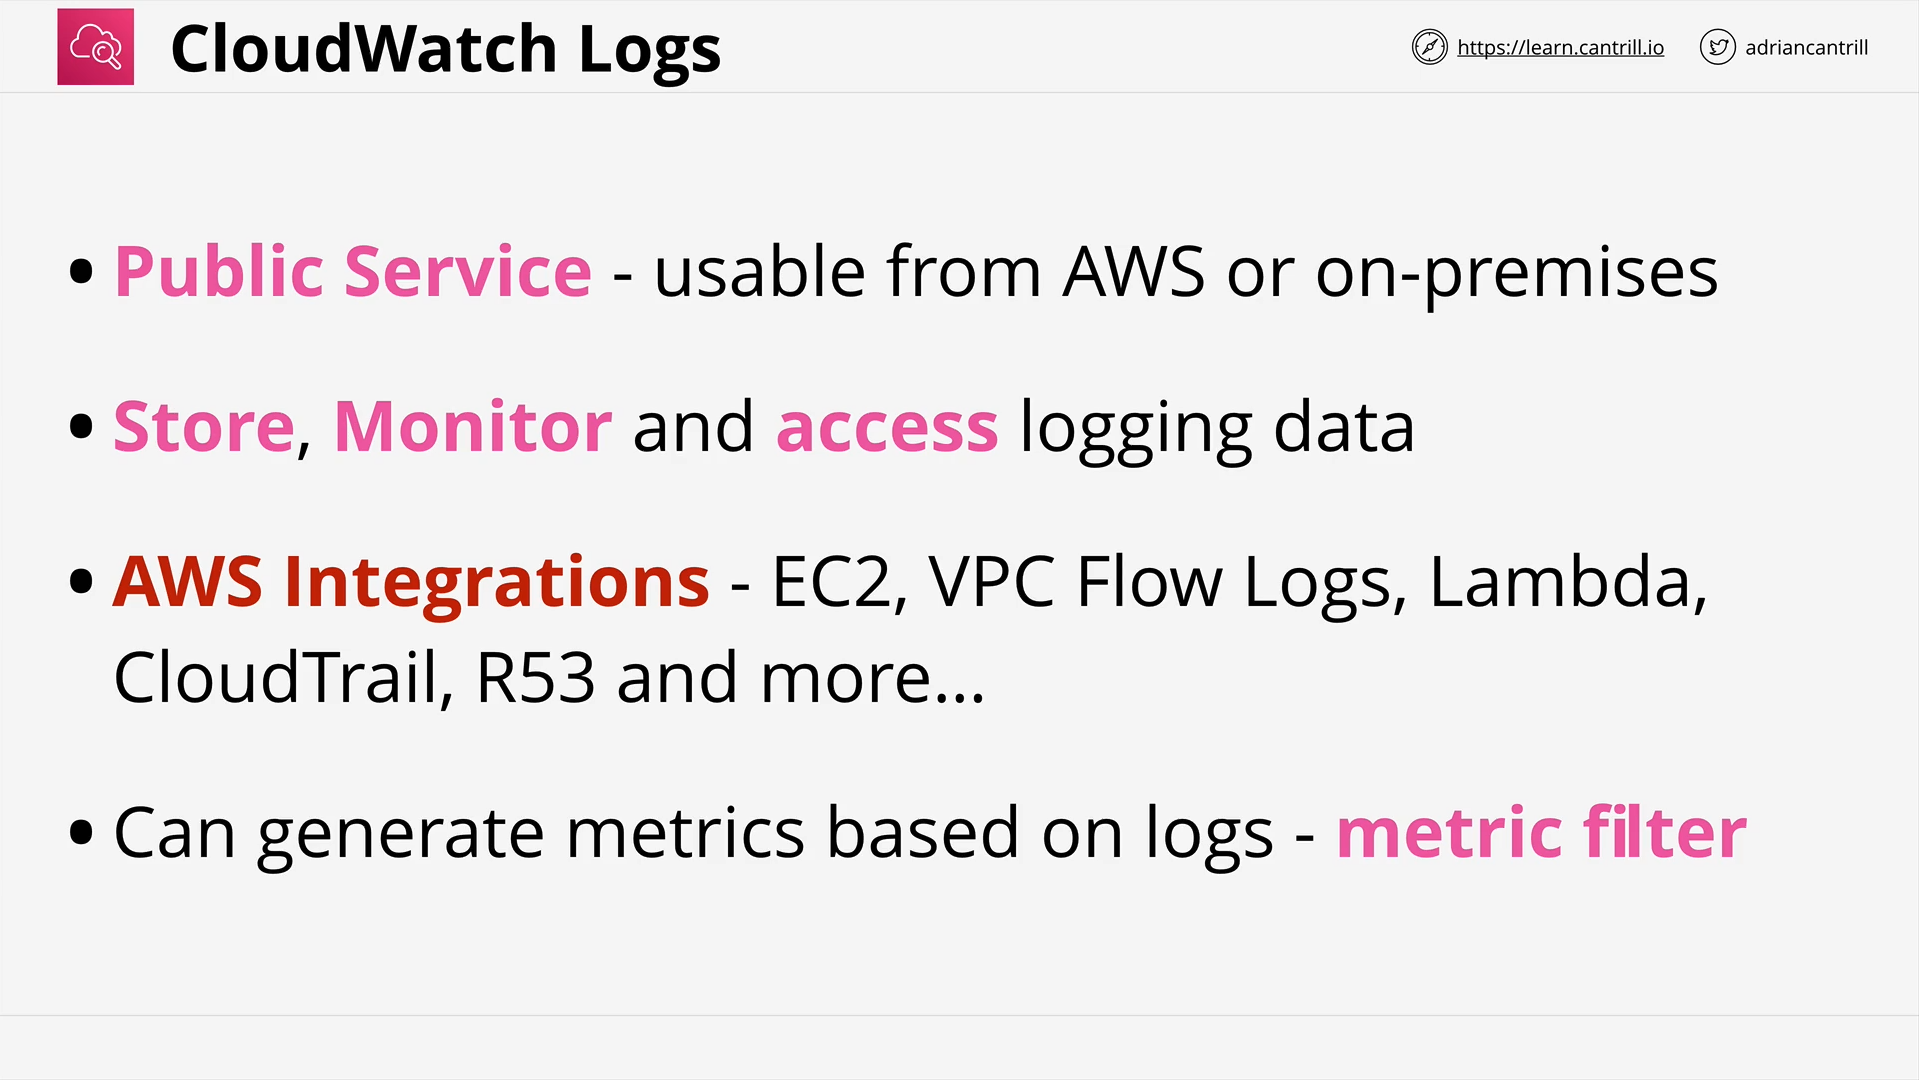 CloudWatch Logs
https://learn.cantrill.io
adriancantrill
• Public Service - usable from AWS or on-premises
• Store, Monitor and access logging data
• AWS Integrations - EC2, VPC Flow Logs, Lambda,
CloudTrail, R53 and more...
• Can generate metrics based on logs - metric filter